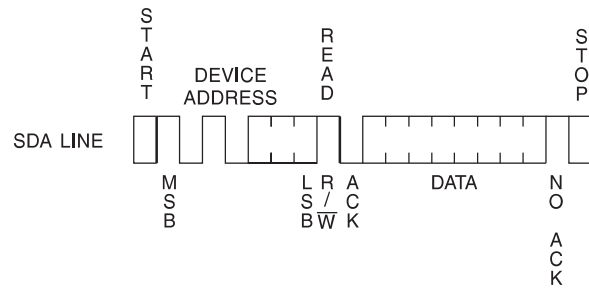 START
READ
STOP
DEVICE
ADDRESS
SDA LINE
MSB
LSB
R/W
ACK
DATA
NO ACK